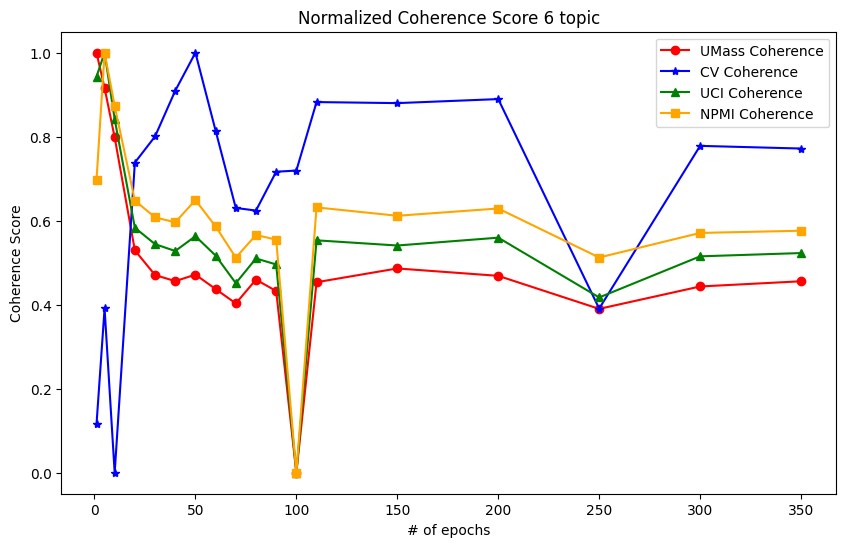 Normalized Coherence Score 6 topic
UMass Coherence
CV Coherence
UCI Coherence
NPMI Coherence
Coherence Score
1.0
0.8
0.6
0.4
0.2
0.0
0 50 100 150 200 250 300 350
# of epochs